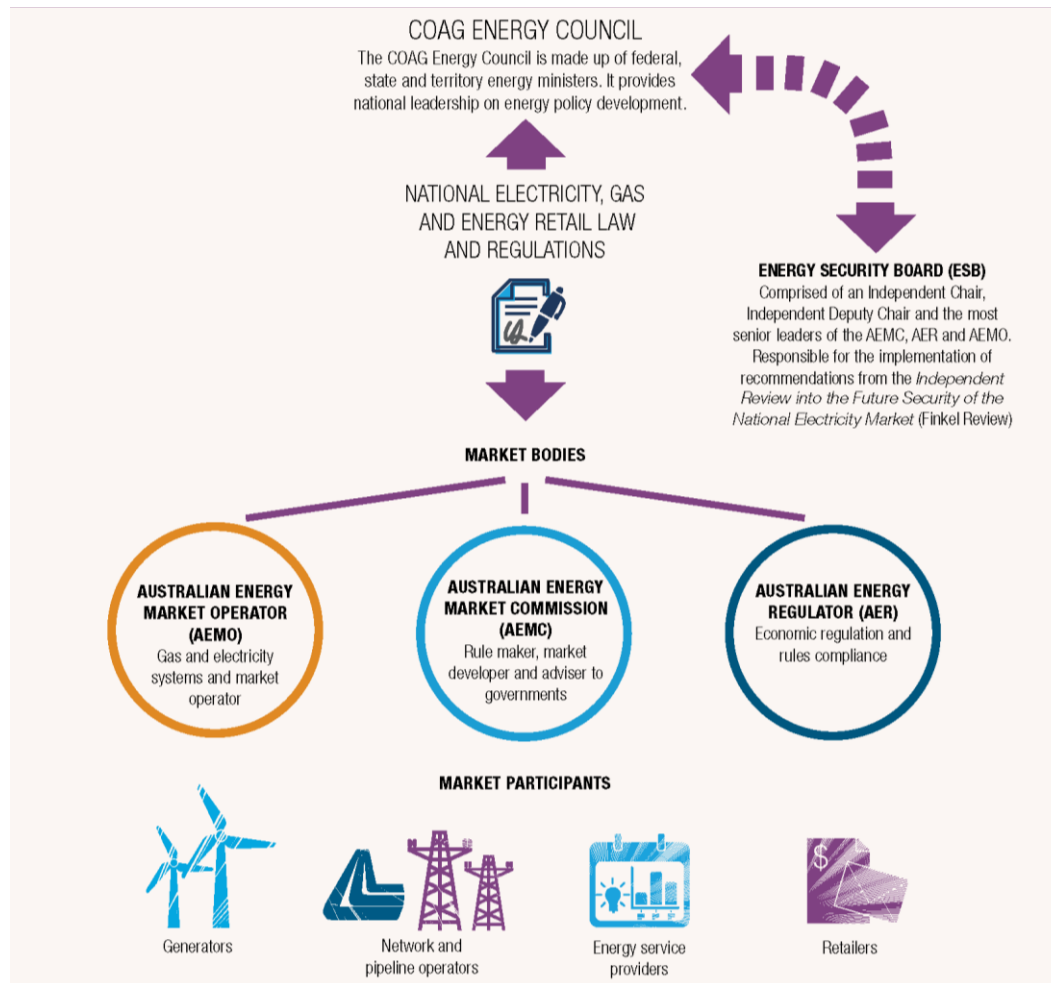 COAG ENERGY COUNCIL
The COAG Energy Council is made up of federal,
state and territory energy ministers. It provides
national leadership on energy policy development.
NATIONAL ELECTRICITY, GAS
AND ENERGY RETAIL LAW
AND REGULATIONS
ENERGY SECURITY BOARD (ESB)
Comprised of an Independent Chair,
Independent Deputy Chair and the most
senior leaders of the AEMC, AER and AEMO.
Responsible for the implementation of
recommendations from the Independent
Review into the Future Security of the
National Electricity Market (Finkel Review)
MARKET BODIES
AUSTRALIAN ENERGY
MARKET OPERATOR
(AEMO)
Gas and electricity
systems and market
operator
AUSTRALIAN ENERGY
MARKET COMMISSION
(AEMC)
Rule maker, market
developer and adviser to
governments
AUSTRALIAN ENERGY
REGULATOR (AER)
Economic regulation and
rules compliance
MARKET PARTICIPANTS
$
Generators
Network and
pipeline operators
Energy service
providers
Retailers